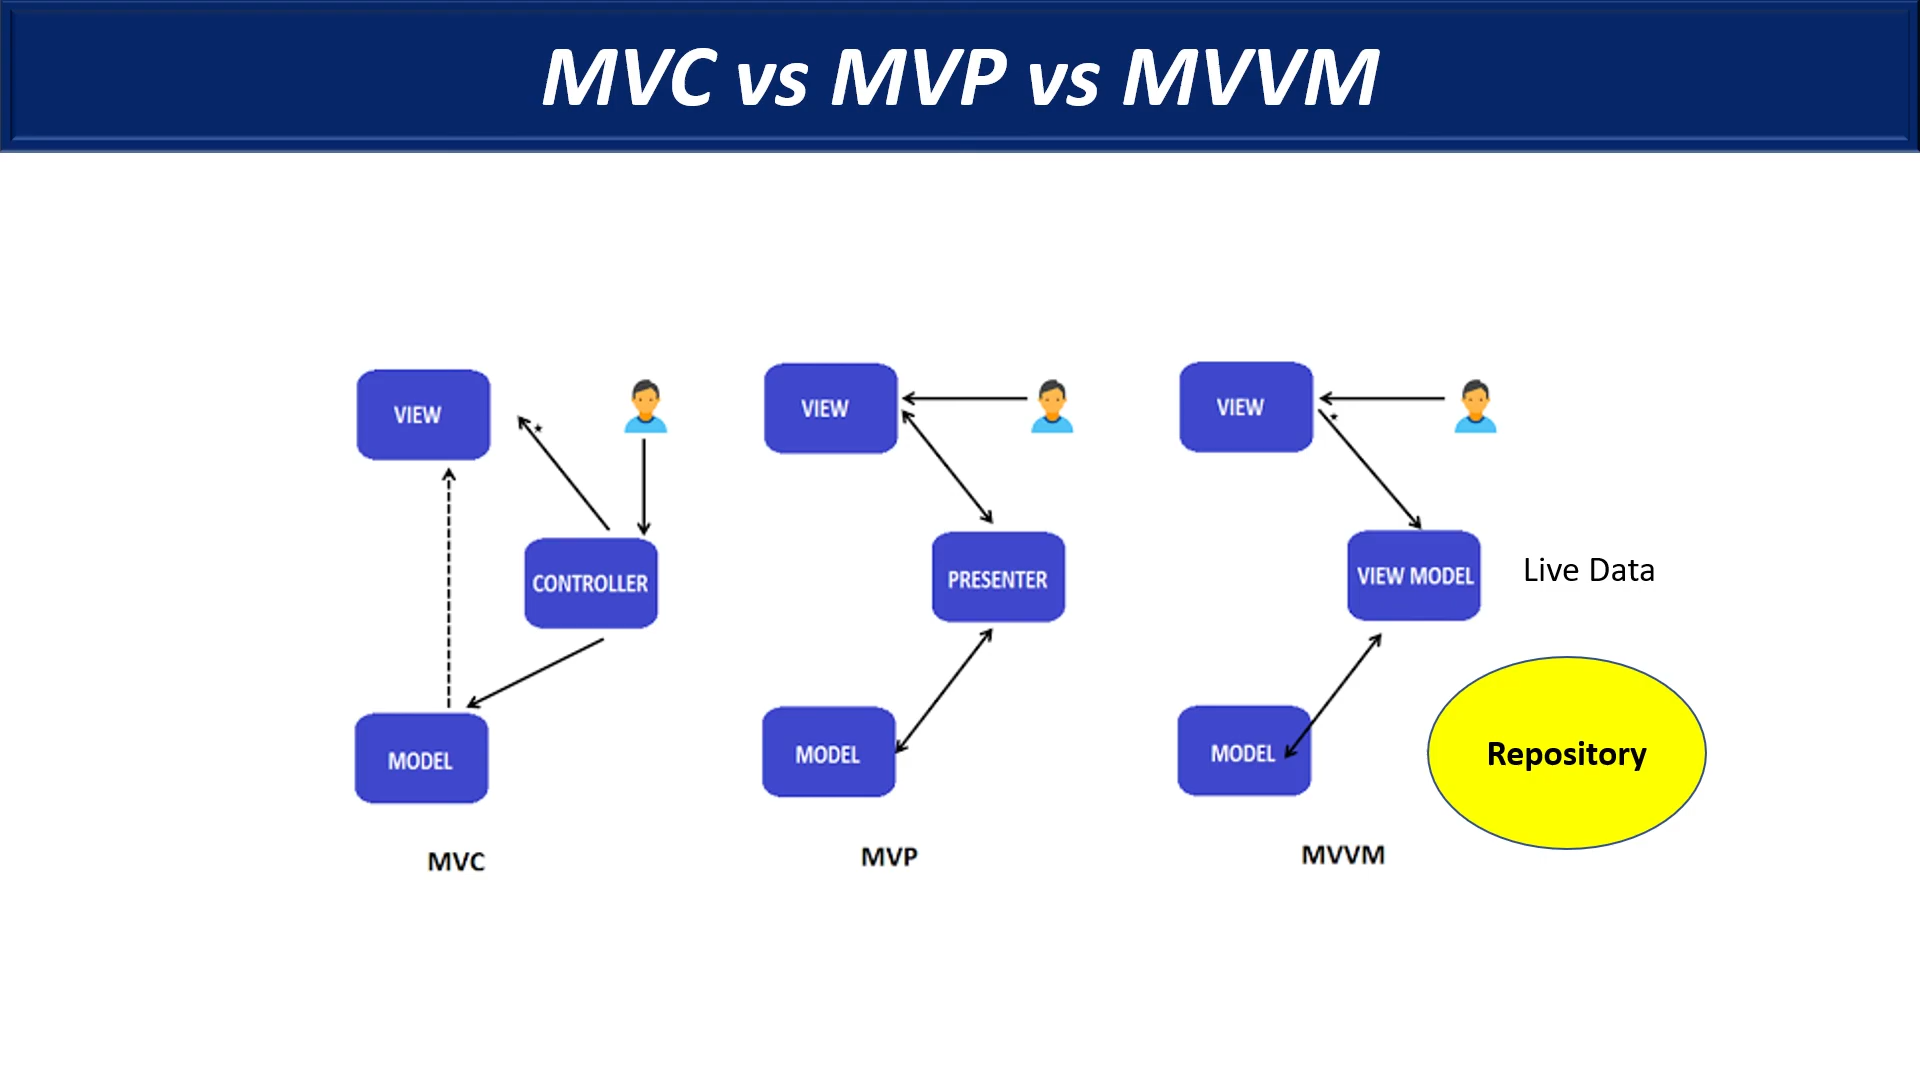 MVC vs MVP vs MVVM
VIEW
CONTROLLER
MODEL
MVC
VIEW
PRESENTER
MODEL
MVP
VIEW
VIEW MODEL
Live Data
MODEL
Repository
MVVM